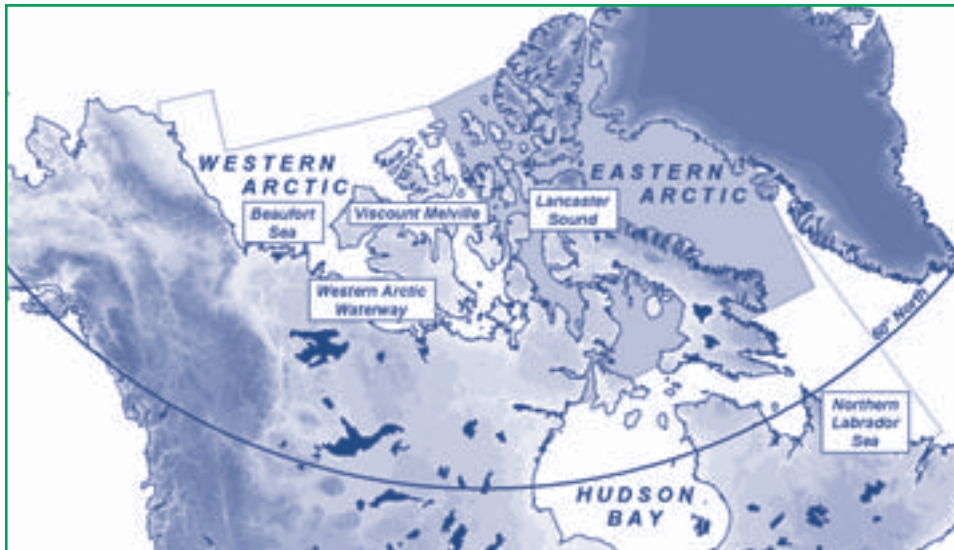 WESTERN
ARCTIC
EASTERN
ARCTIC
Beaufort
Sea
Viscount Melville
Lancaster
Sound
Western Arctic
Waterway
60° North
Northern
Labrador
Sea
HUDSON
BAY